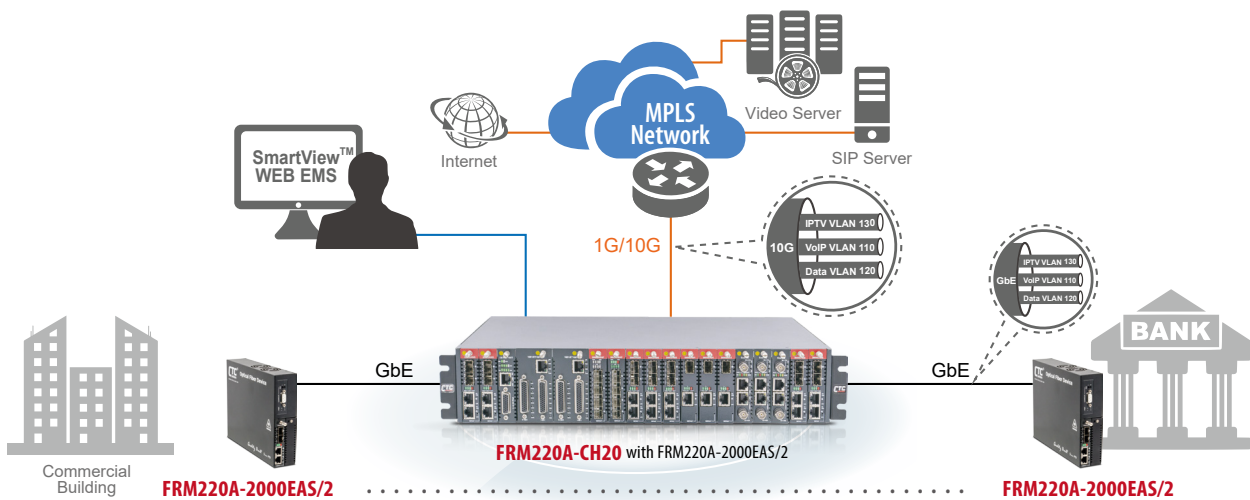 MPLS
Network
Video Server
SIP Server
Internet
SmartView™
WEB EMS
1G/10G
10G
IPTV VLAN 130
VoIP VLAN 110
Data VLAN 120
GbE
IPTV VLAN 130
VoIP VLAN 110
Data VLAN 120
BANK
GbE
GbE
CTC
CTC
FRM220A-CH20 with FRM220A-2000EAS/2
Commercial
Building
FRM220A-2000EAS/2
FRM220A-2000EAS/2